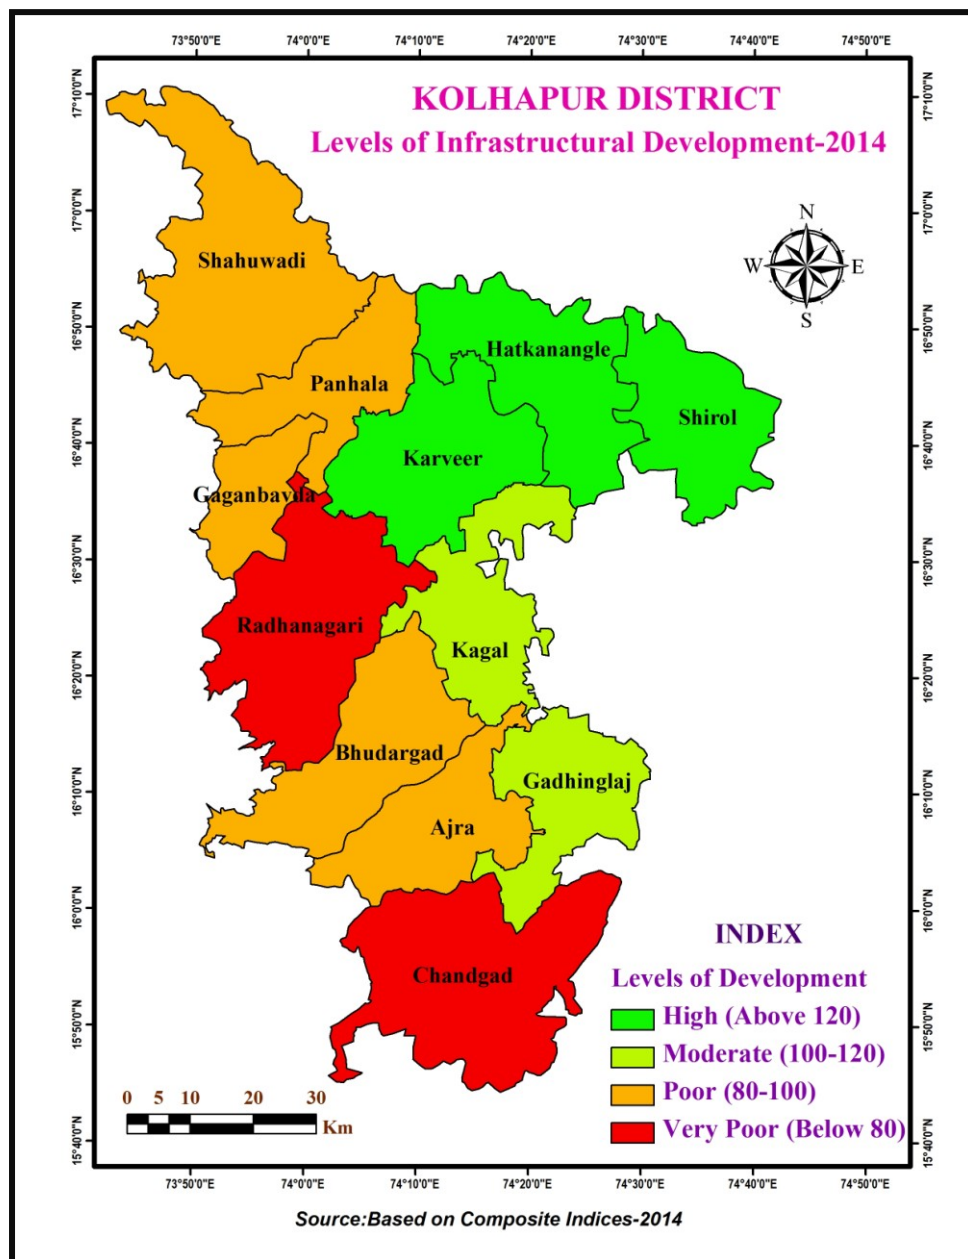 73°50'0"E 74°0'0"E 74°10'0"E 74°20'0"E 74°30'0"E 74°40'0"E 74°50'0"E
KOLHAPUR DISTRICT
Levels of Infrastructural Development-2014
N
W E
S
17°10'0"N 17°10'0"N
17°0'0"N 17°0'0"N
16°50'0"N 16°50'0"N
16°40'0"N 16°40'0"N
16°30'0"N 16°30'0"N
16°20'0"N 16°20'0"N
16°10'0"N 16°10'0"N
16°0'0"N 16°0'0"N
15°50'0"N 15°50'0"N
15°40'0"N 15°40'0"N
Shahuwadi
Hatkanangle
Panhala
Shirol
Karveer
Gaganbavda
Radhanagari
Kagal
Bhudargad
Gadhinglaj
Ajra
Chandgad
INDEX
Levels of Development
High (Above 120)
Moderate (100-120)
Poor (80-100)
Very Poor (Below 80)
0 5 10 20 30
Km
73°50'0"E 74°0'0"E 74°10'0"E 74°20'0"E 74°30'0"E 74°40'0"E 74°50'0"E
Source:Based on Composite Indices-2014